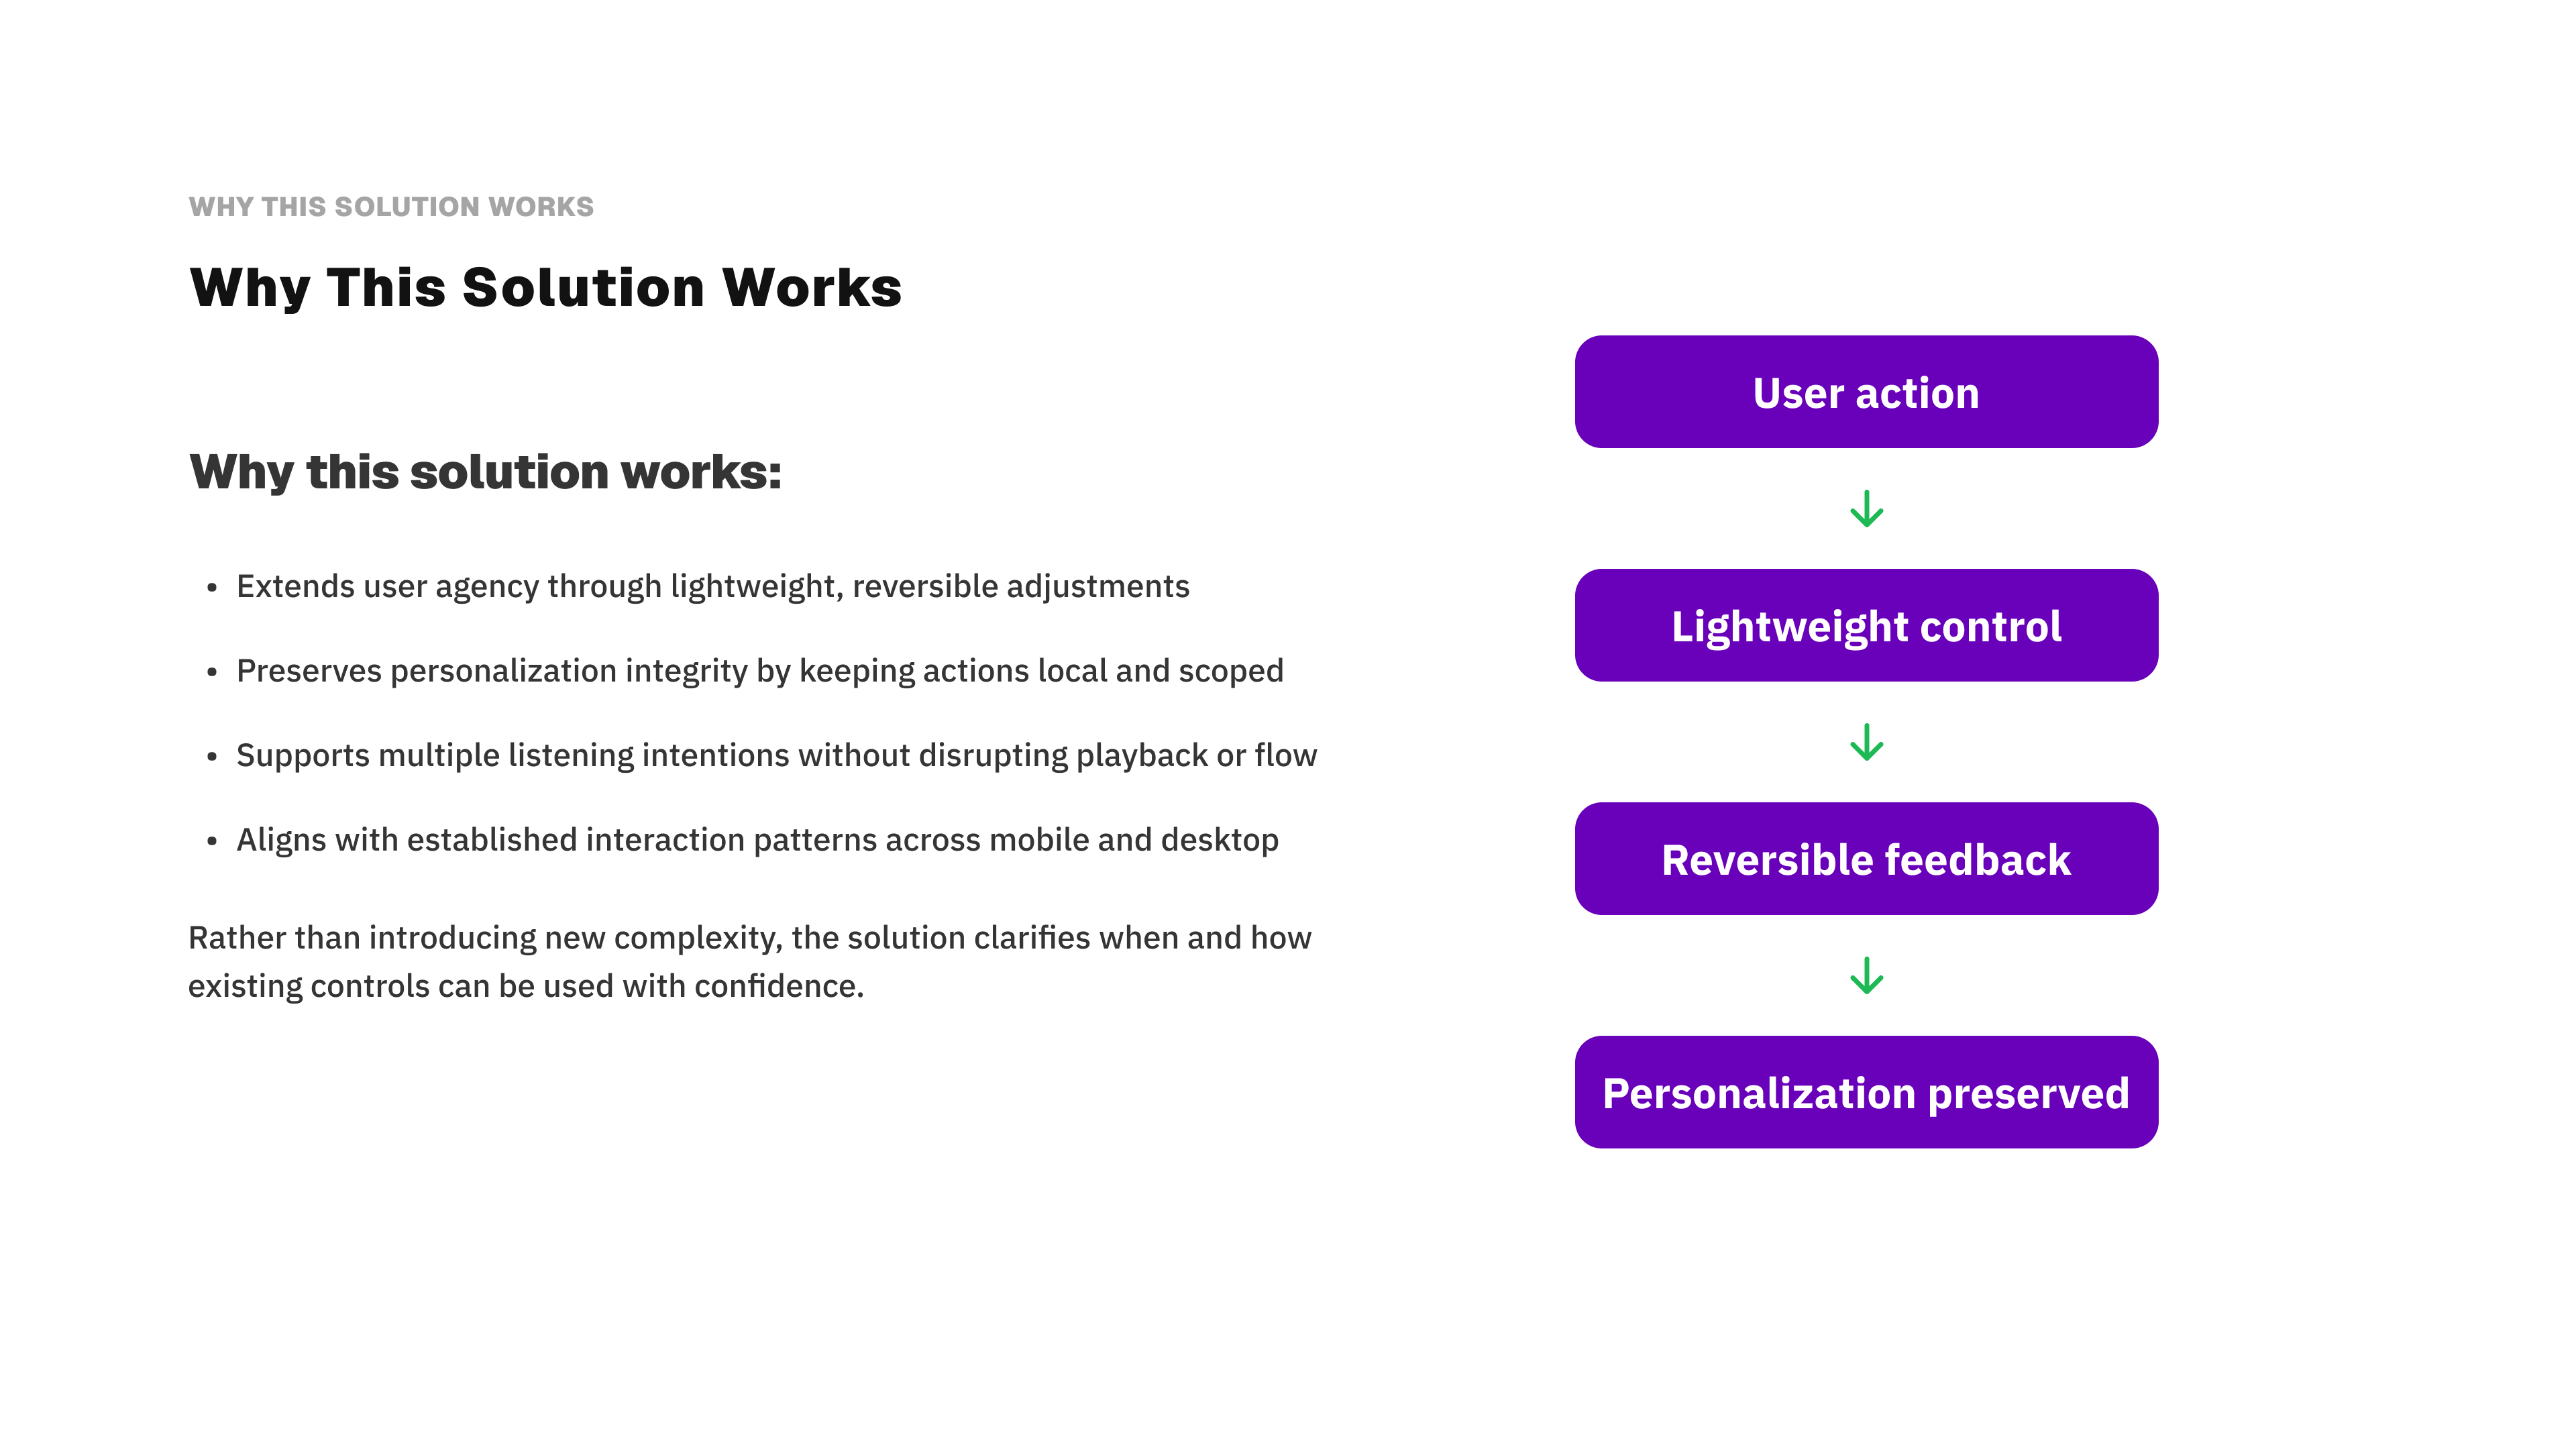 WHY THIS SOLUTION WORKS
Why This Solution Works
Why this solution works:
• Extends user agency through lightweight, reversible adjustments
• Preserves personalization integrity by keeping actions local and scoped
• Supports multiple listening intentions without disrupting playback or flow
• Aligns with established interaction patterns across mobile and desktop
Rather than introducing new complexity, the solution clarifies when and how
existing controls can be used with confidence.
User action
Lightweight control
Reversible feedback
Personalization preserved